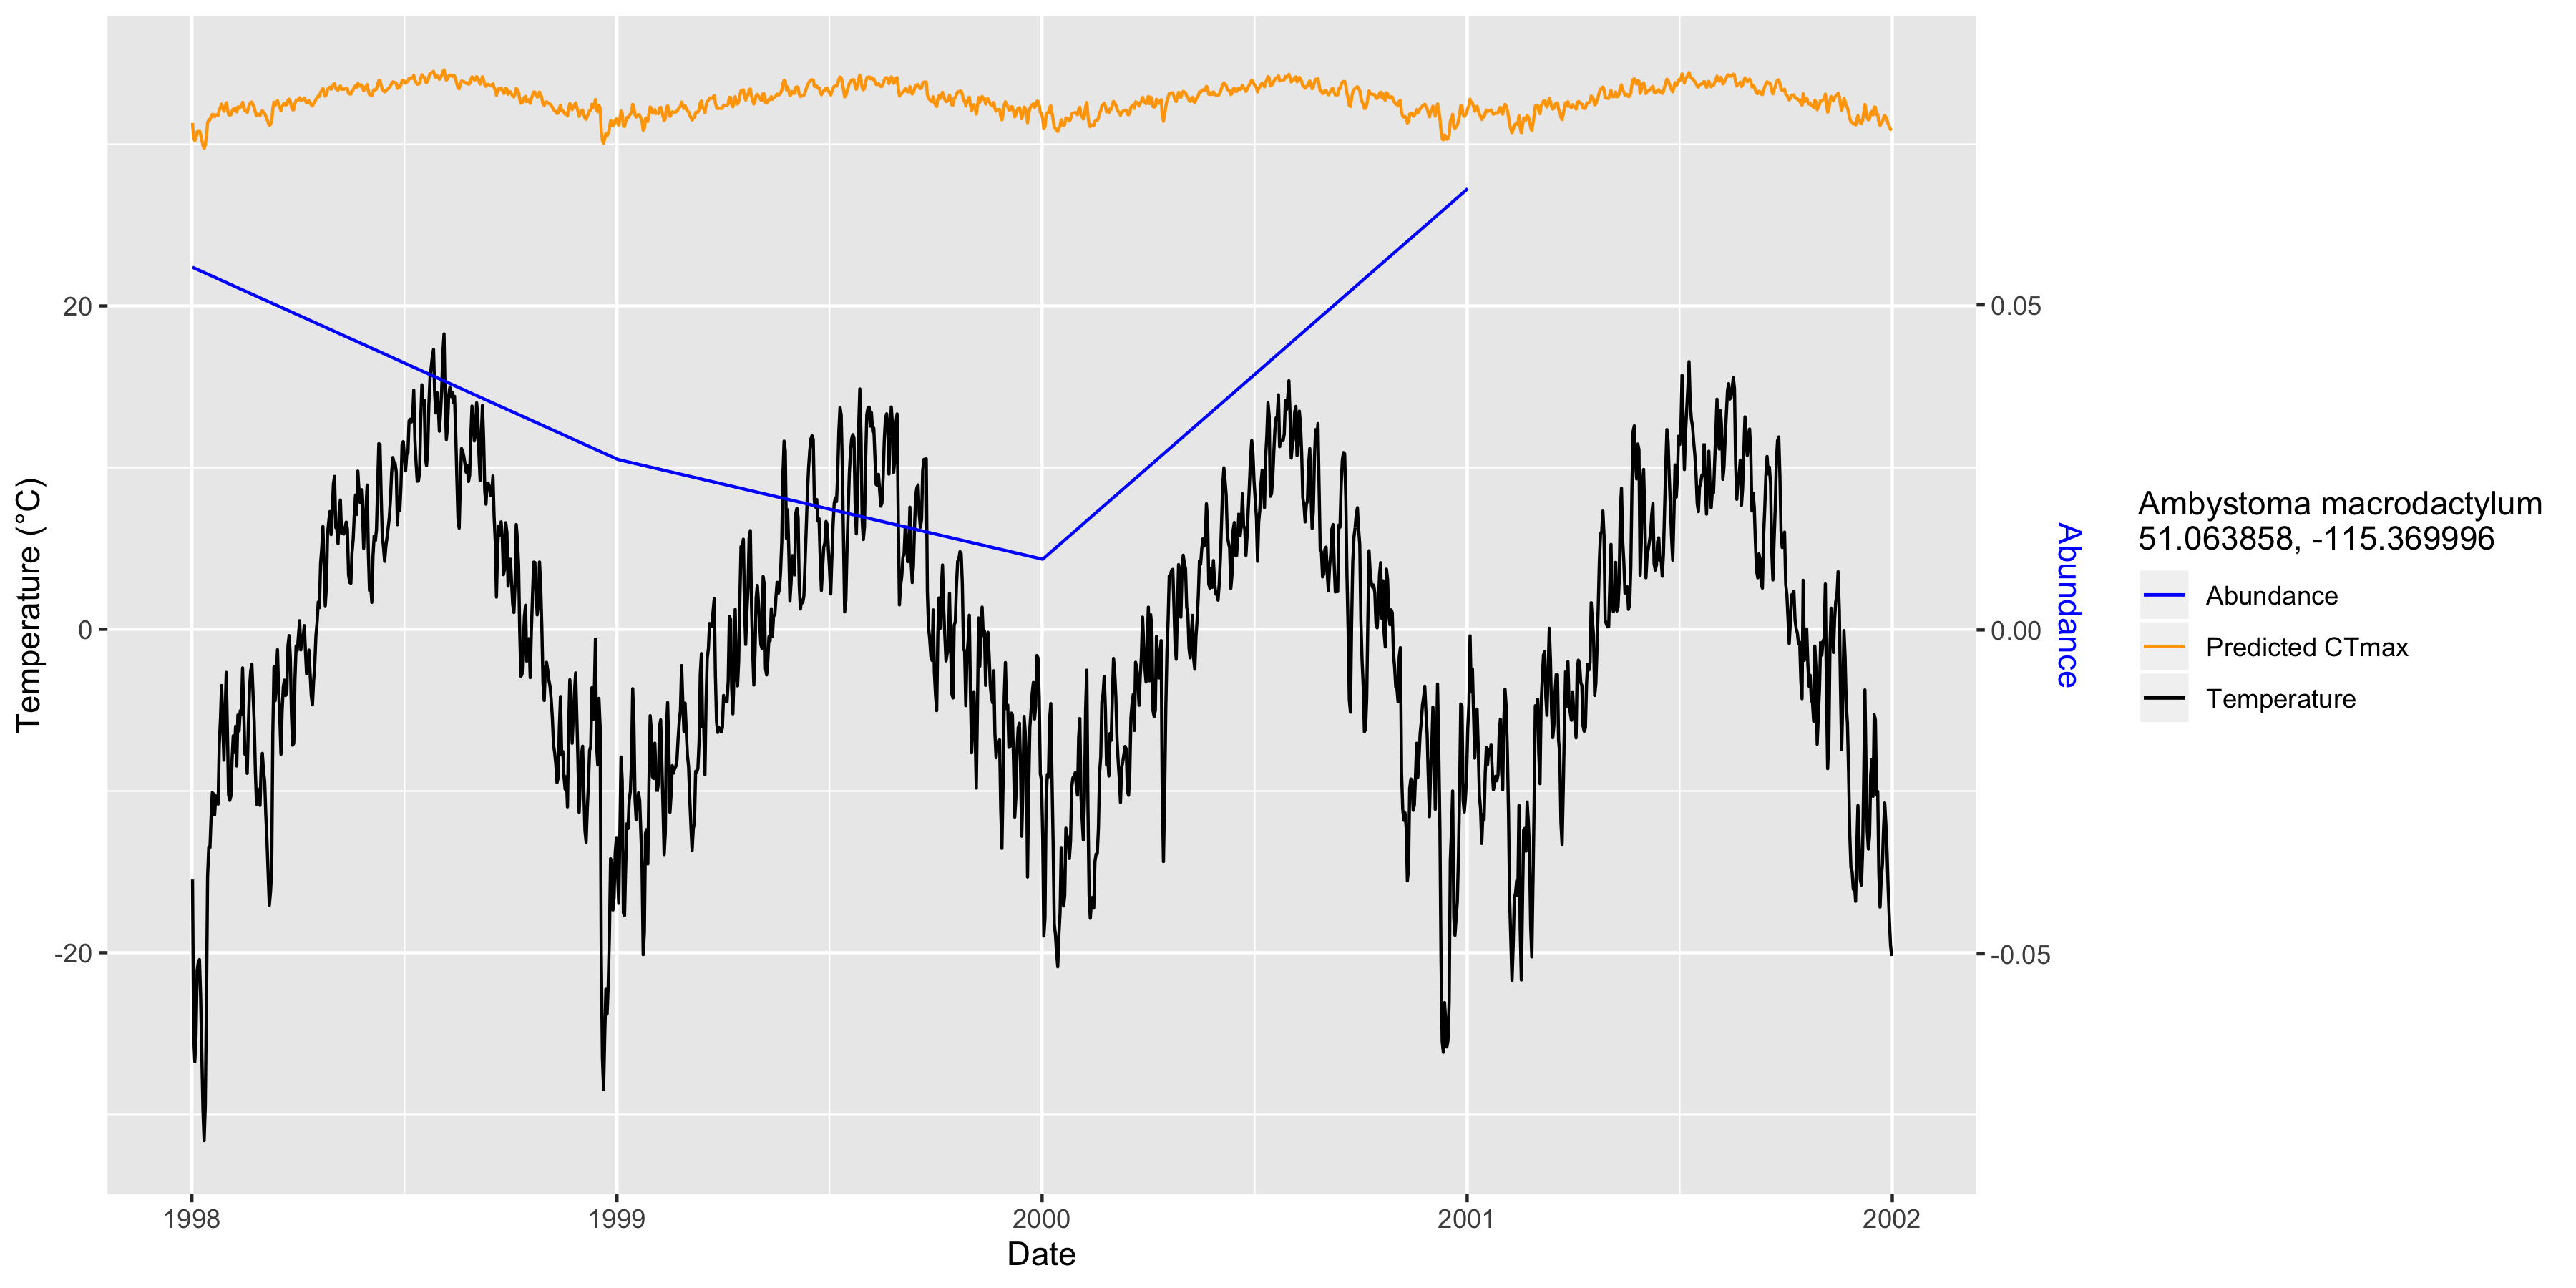 Temperature (°C)
20
0
-20
1998
1999
2000
2001
2002
Date
0.05
0.00
-0.05
Abundance
Ambystoma macrodactylum
51.063858, -115.369996
Abundance
Predicted CTmax
Temperature